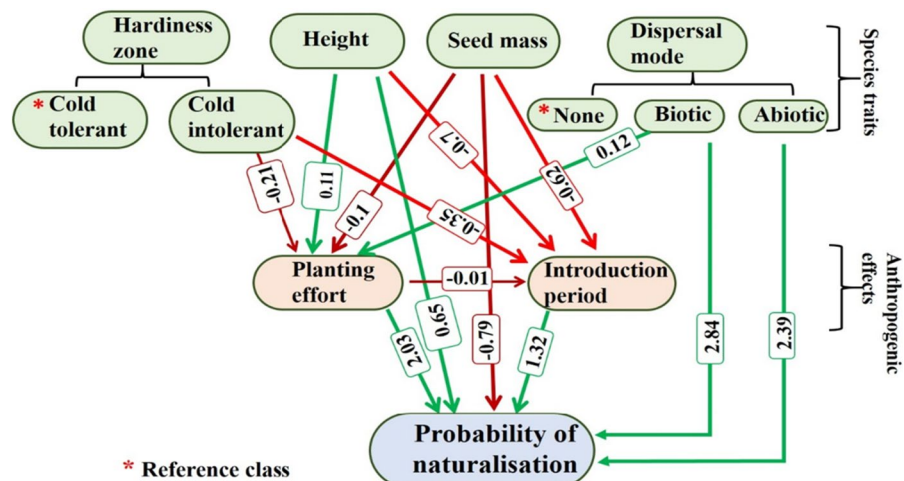 Hardiness
zone
Height
Seed mass
Dispersal
mode
Species traits
* Cold
tolerant
Cold
intolerant
* None
Biotic
Abiotic
-0.21
0.11
-0.1
-0.7
-0.35
-0.62
0.12
Planting
effort
-0.01
Introduction
period
Anthropogenic
effects
2.03
0.65
-0.79
1.32
2.84
2.39
Probability of
naturalisation
* Reference class